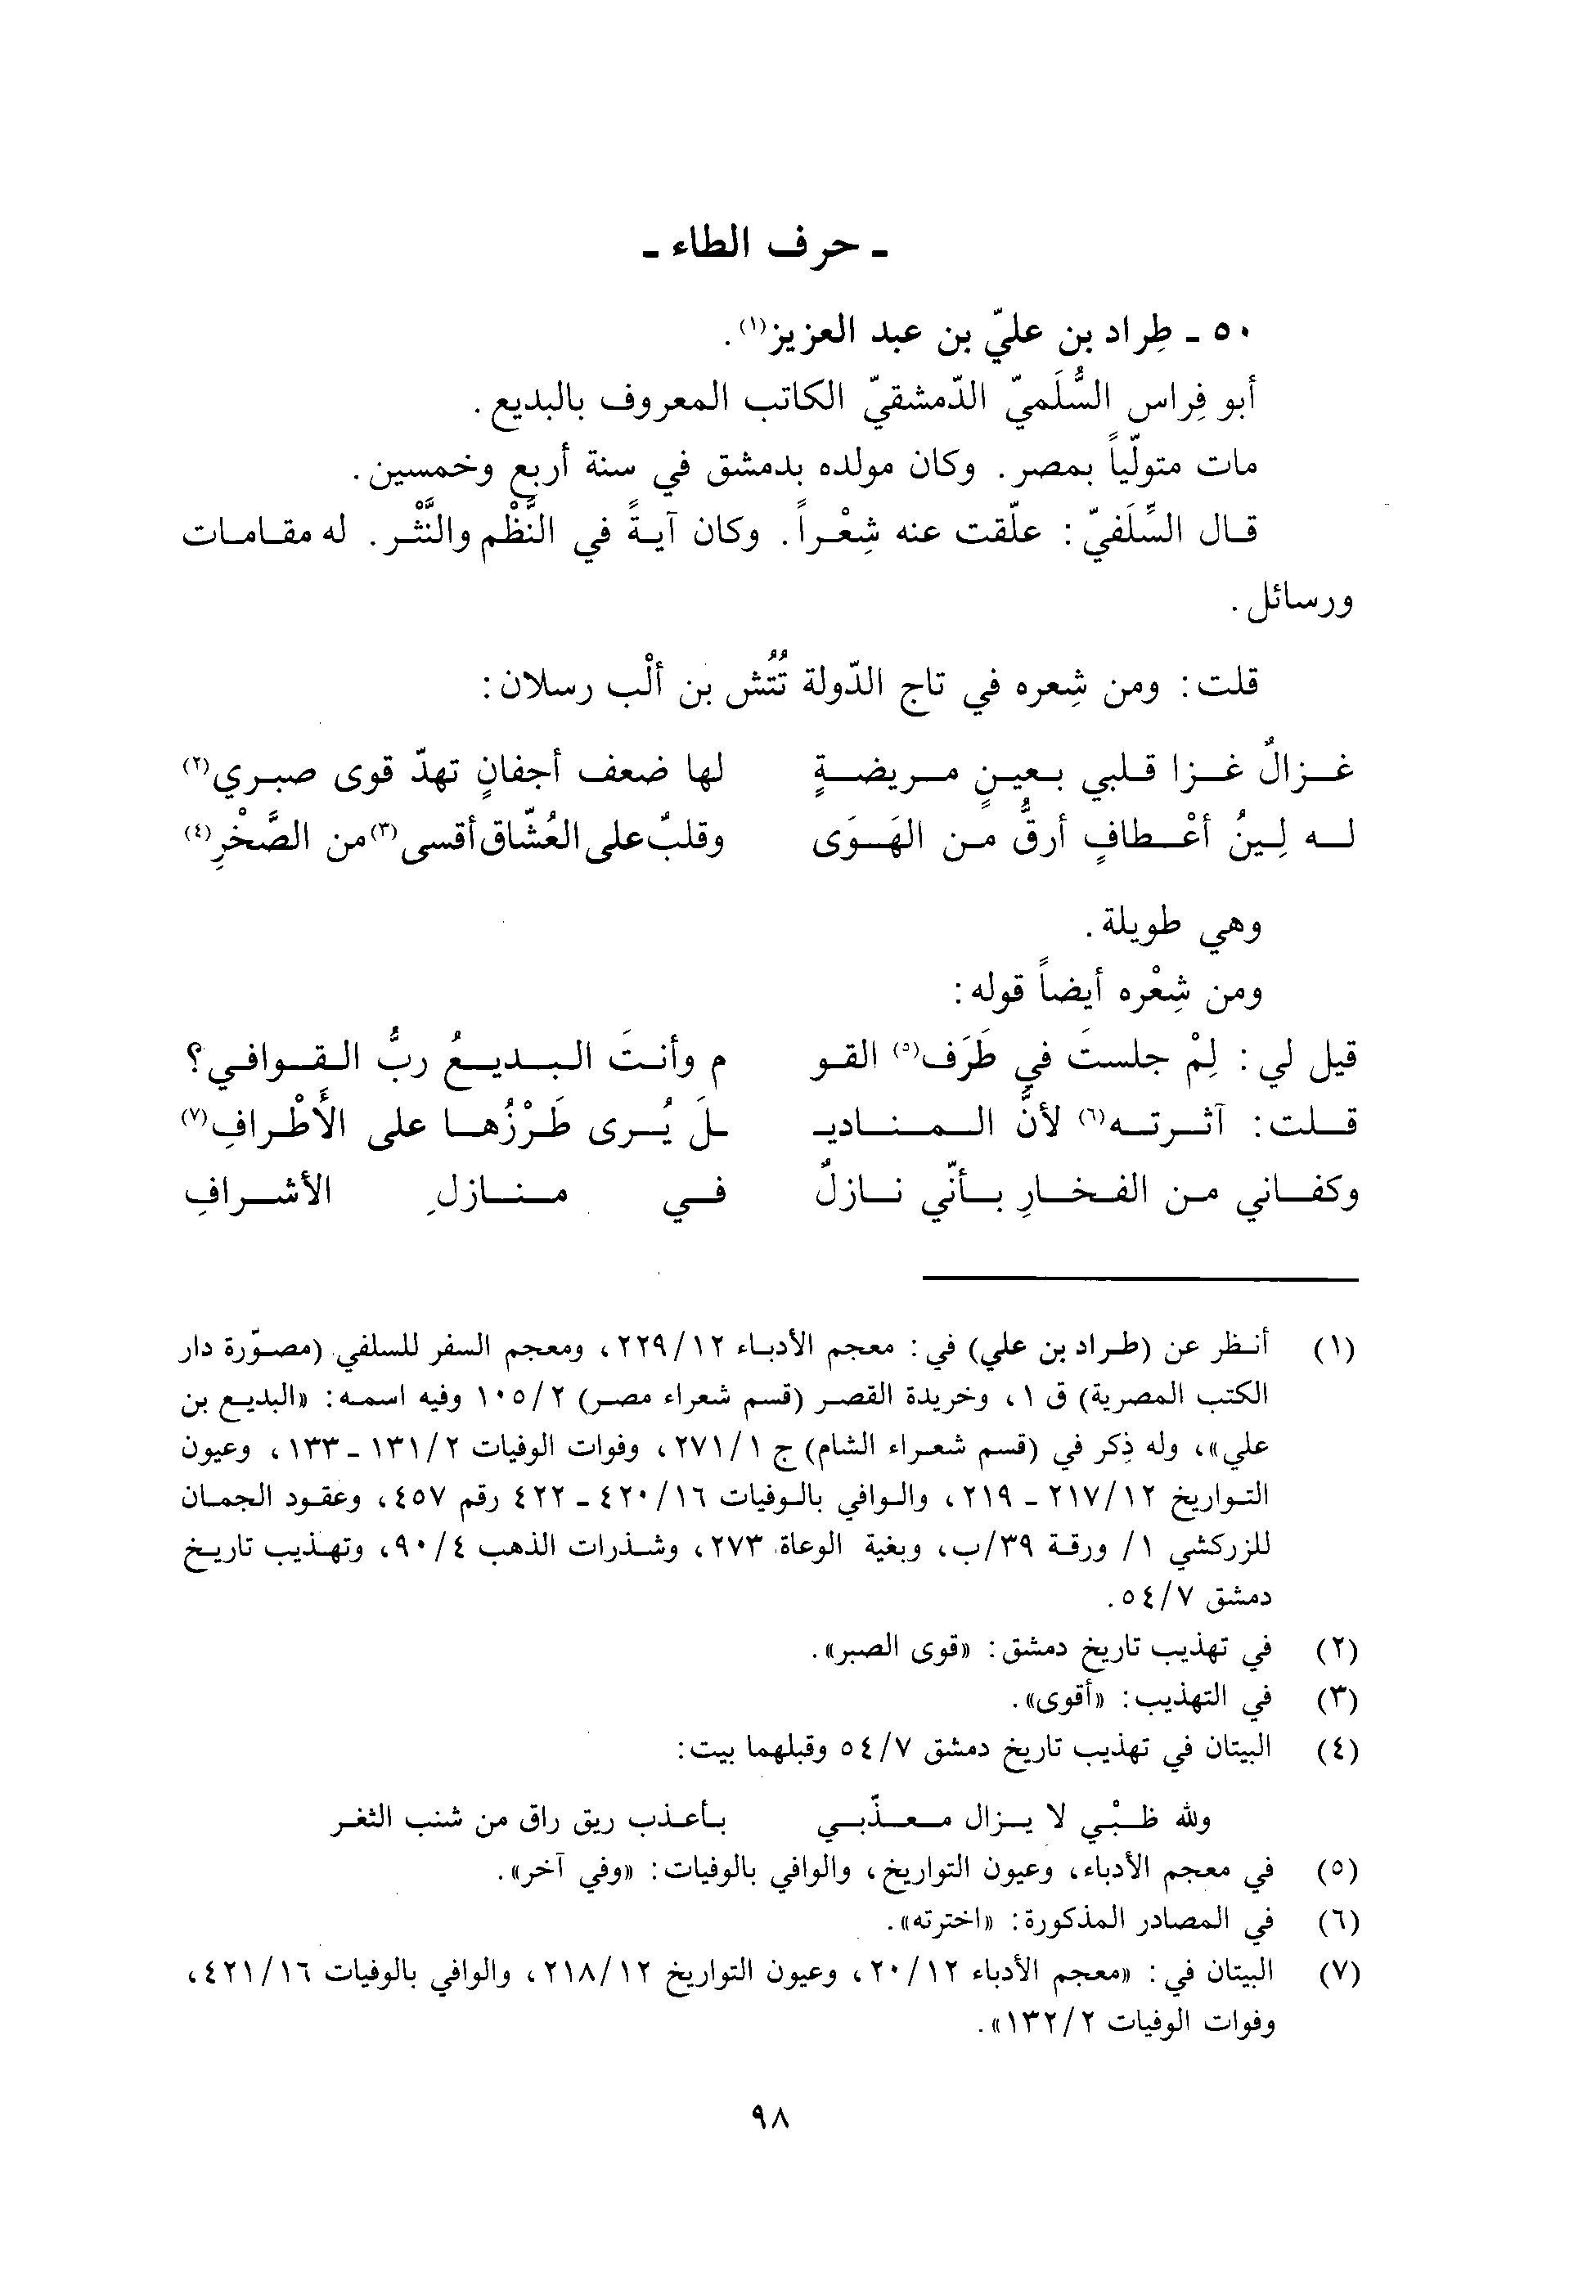 ـ حرف الطاء ـ
٥٠ ـ طِراد بن عليّ بن عبد العزيز(١).
أبو فِراس السُّلَميّ الدّمشقيّ الكاتب المعروف بالبديع.
مات متولّياً بمصر. وكان مولده بدمشق في سنة أربع وخمسين.
قال السِّلَفيّ: علّقت عنه شِعْراً. وكان آيةً في النَّظْم والنَّثْر. له مقامات
ورسائل.
قلت: ومن شِعره في تاج الدّولة تُتُش بن ألْب رسلان:
غزالٌ غزا قلبي بعينٍ مريضةٍ لها ضعف أجفانٍ تهدّ قوى صبري(٢)
له لِينُ أعْطافٍ أرقُّ من الهَوَى وقلبٌ على العُشّاق أقسى(٣) من الصَّخْرِ(٤)
وهي طويلة.
ومن شِعْره أيضاً قوله:
قيل لي: لِمْ جلستَ في طَرَف(٥) القو م وأنتَ البديعُ ربُّ القوافي؟
قلت: آثرته(٦) لأنَّ المناديـ ـلَ يُرى طَرْزُها على الأَطْرافِ(٧)
وكفاني من الفخارِ بأنّي نازلٌ في منازلِ الأشرافِ
(١) أنظر عن (طراد بن علي) في: معجم الأدباء ٢٢٩/١٢، ومعجم السفر للسلفي (مصوّرة دار
الكتب المصرية) ق ١، وخريدة القصر (قسم شعراء مصر) ١٠٥/٢ وفيه اسمه: «البديع بن
علي»، وله ذِكر في (قسم شعراء الشام) ج ٢٧١/١، وفوات الوفيات ١٣١/٢ ـ ١٣٣، وعيون
التواريخ ٢١٧/١٢ ـ ٢١٩، والوافي بالوفيات ٤٢٠/١٦ ـ ٤٢٢ رقم ٤٥٧، وعقود الجمان
للزركشي ١/ ورقة ٣٩/ب، وبغية الوعاة ٢٧٣، وشذرات الذهب ٩٠/٤، وتهذيب تاريخ
دمشق ٥٤/٧.
(٢) في تهذيب تاريخ دمشق: «قوى الصبر».
(٣) في التهذيب: «أقوى».
(٤) البيتان في تهذيب تاريخ دمشق ٥٤/٧ وقبلهما بيت:
ولله ظبْي لا يزال معذّبي بأعذب ريق راق من شنب الثغر
(٥) في معجم الأدباء، وعيون التواريخ، والوافي بالوفيات: «وفي آخر».
(٦) في المصادر المذكورة: «اخترته».
(٧) البيتان في: «معجم الأدباء ٢٠/١٢، وعيون التواريخ ٢١٨/١٢، والوافي بالوفيات ٤٢١/١٦،
وفوات الوفيات ١٣٢/٢».
٩٨